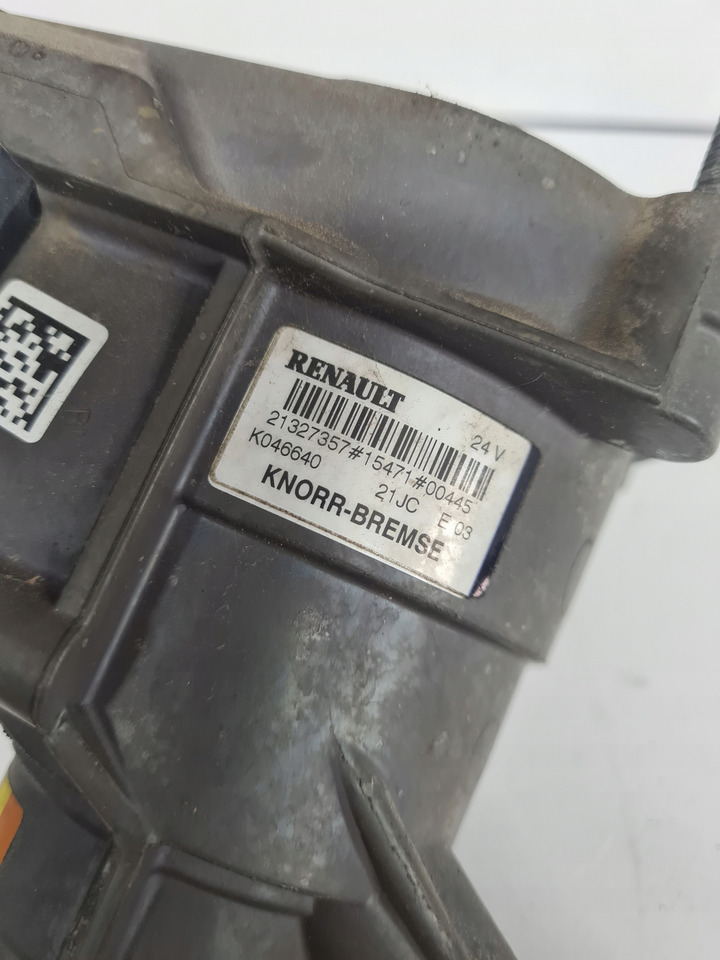 RENAULT
24 V
21327357#15471#00445
K046640 21JC E 03
KNORR-BREMSE